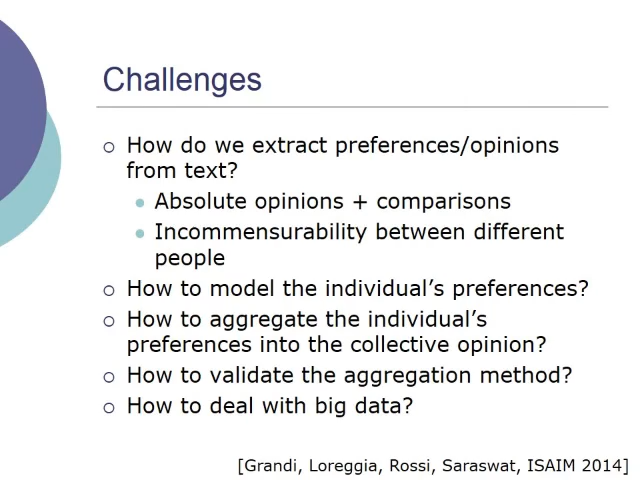 Challenges
How do we extract preferences/opinions
from text?
Absolute opinions + comparisons
Incommensurability between different
people
How to model the individual’s preferences?
How to aggregate the individual’s
preferences into the collective opinion?
How to validate the aggregation method?
How to deal with big data?
[Grandi, Loreggia, Rossi, Saraswat, ISAIM 2014]